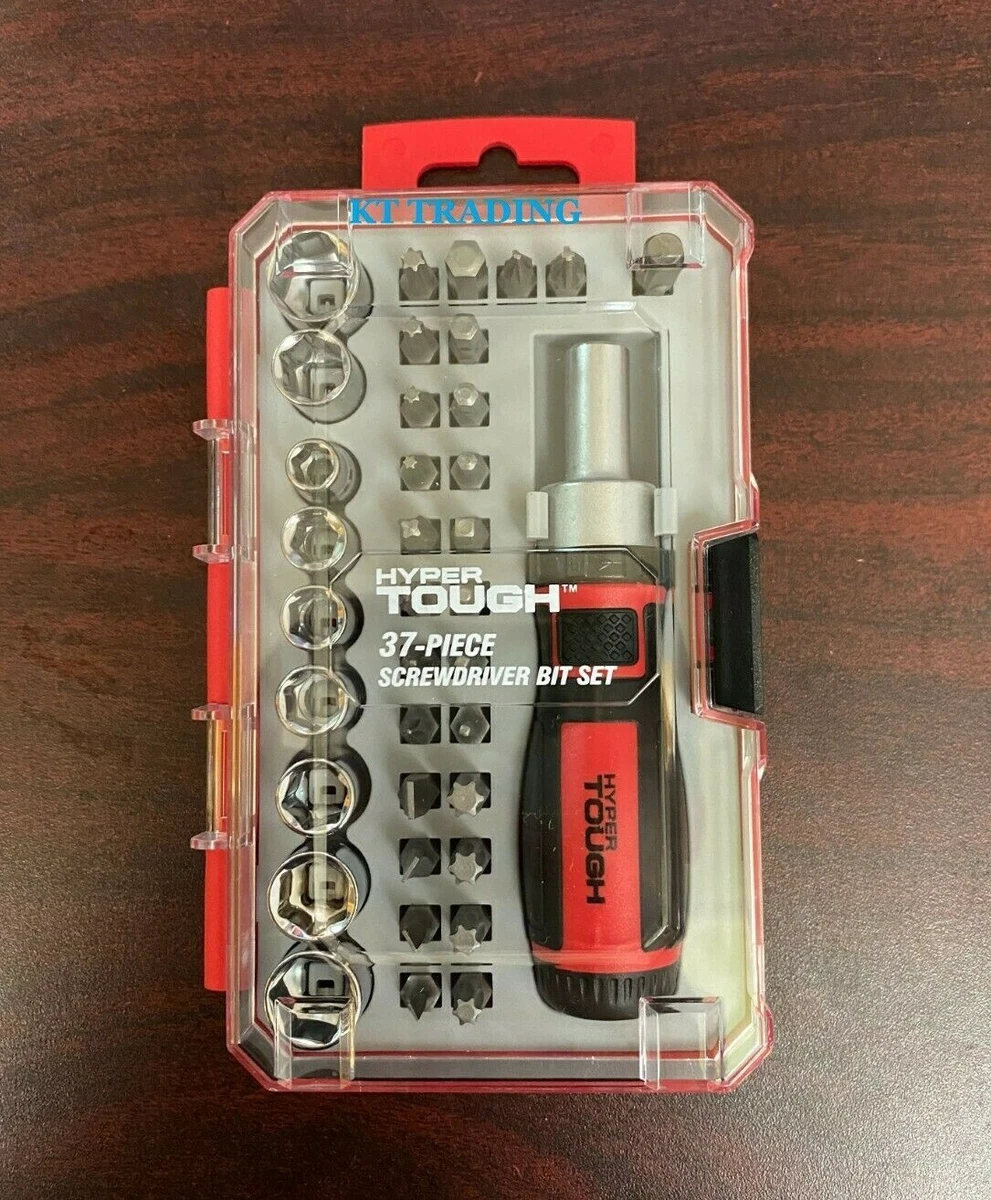 KT TRADING
HYPER
TOUGH™
37-PIECE
SCREWDRIVER BIT SET
HYPER
TOUGH